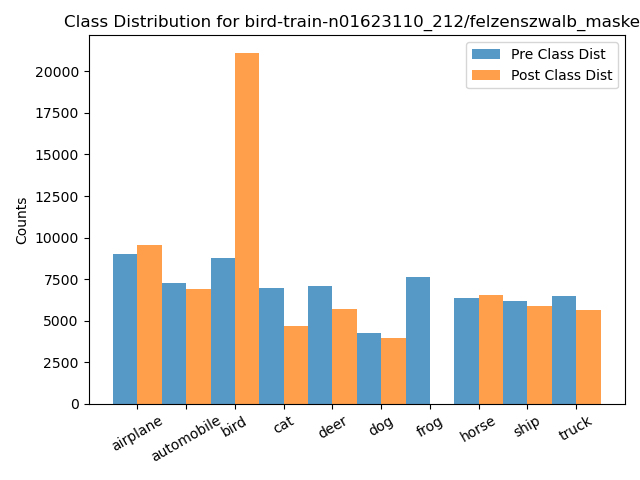 Class Distribution for bird-train-n01623110_212/felzenszwalb_maske
Pre Class Dist
Post Class Dist
Counts
20000
17500
15000
12500
10000
7500
5000
2500
0
airplane
automobile
bird
cat
deer
dog
frog
horse
ship
truck